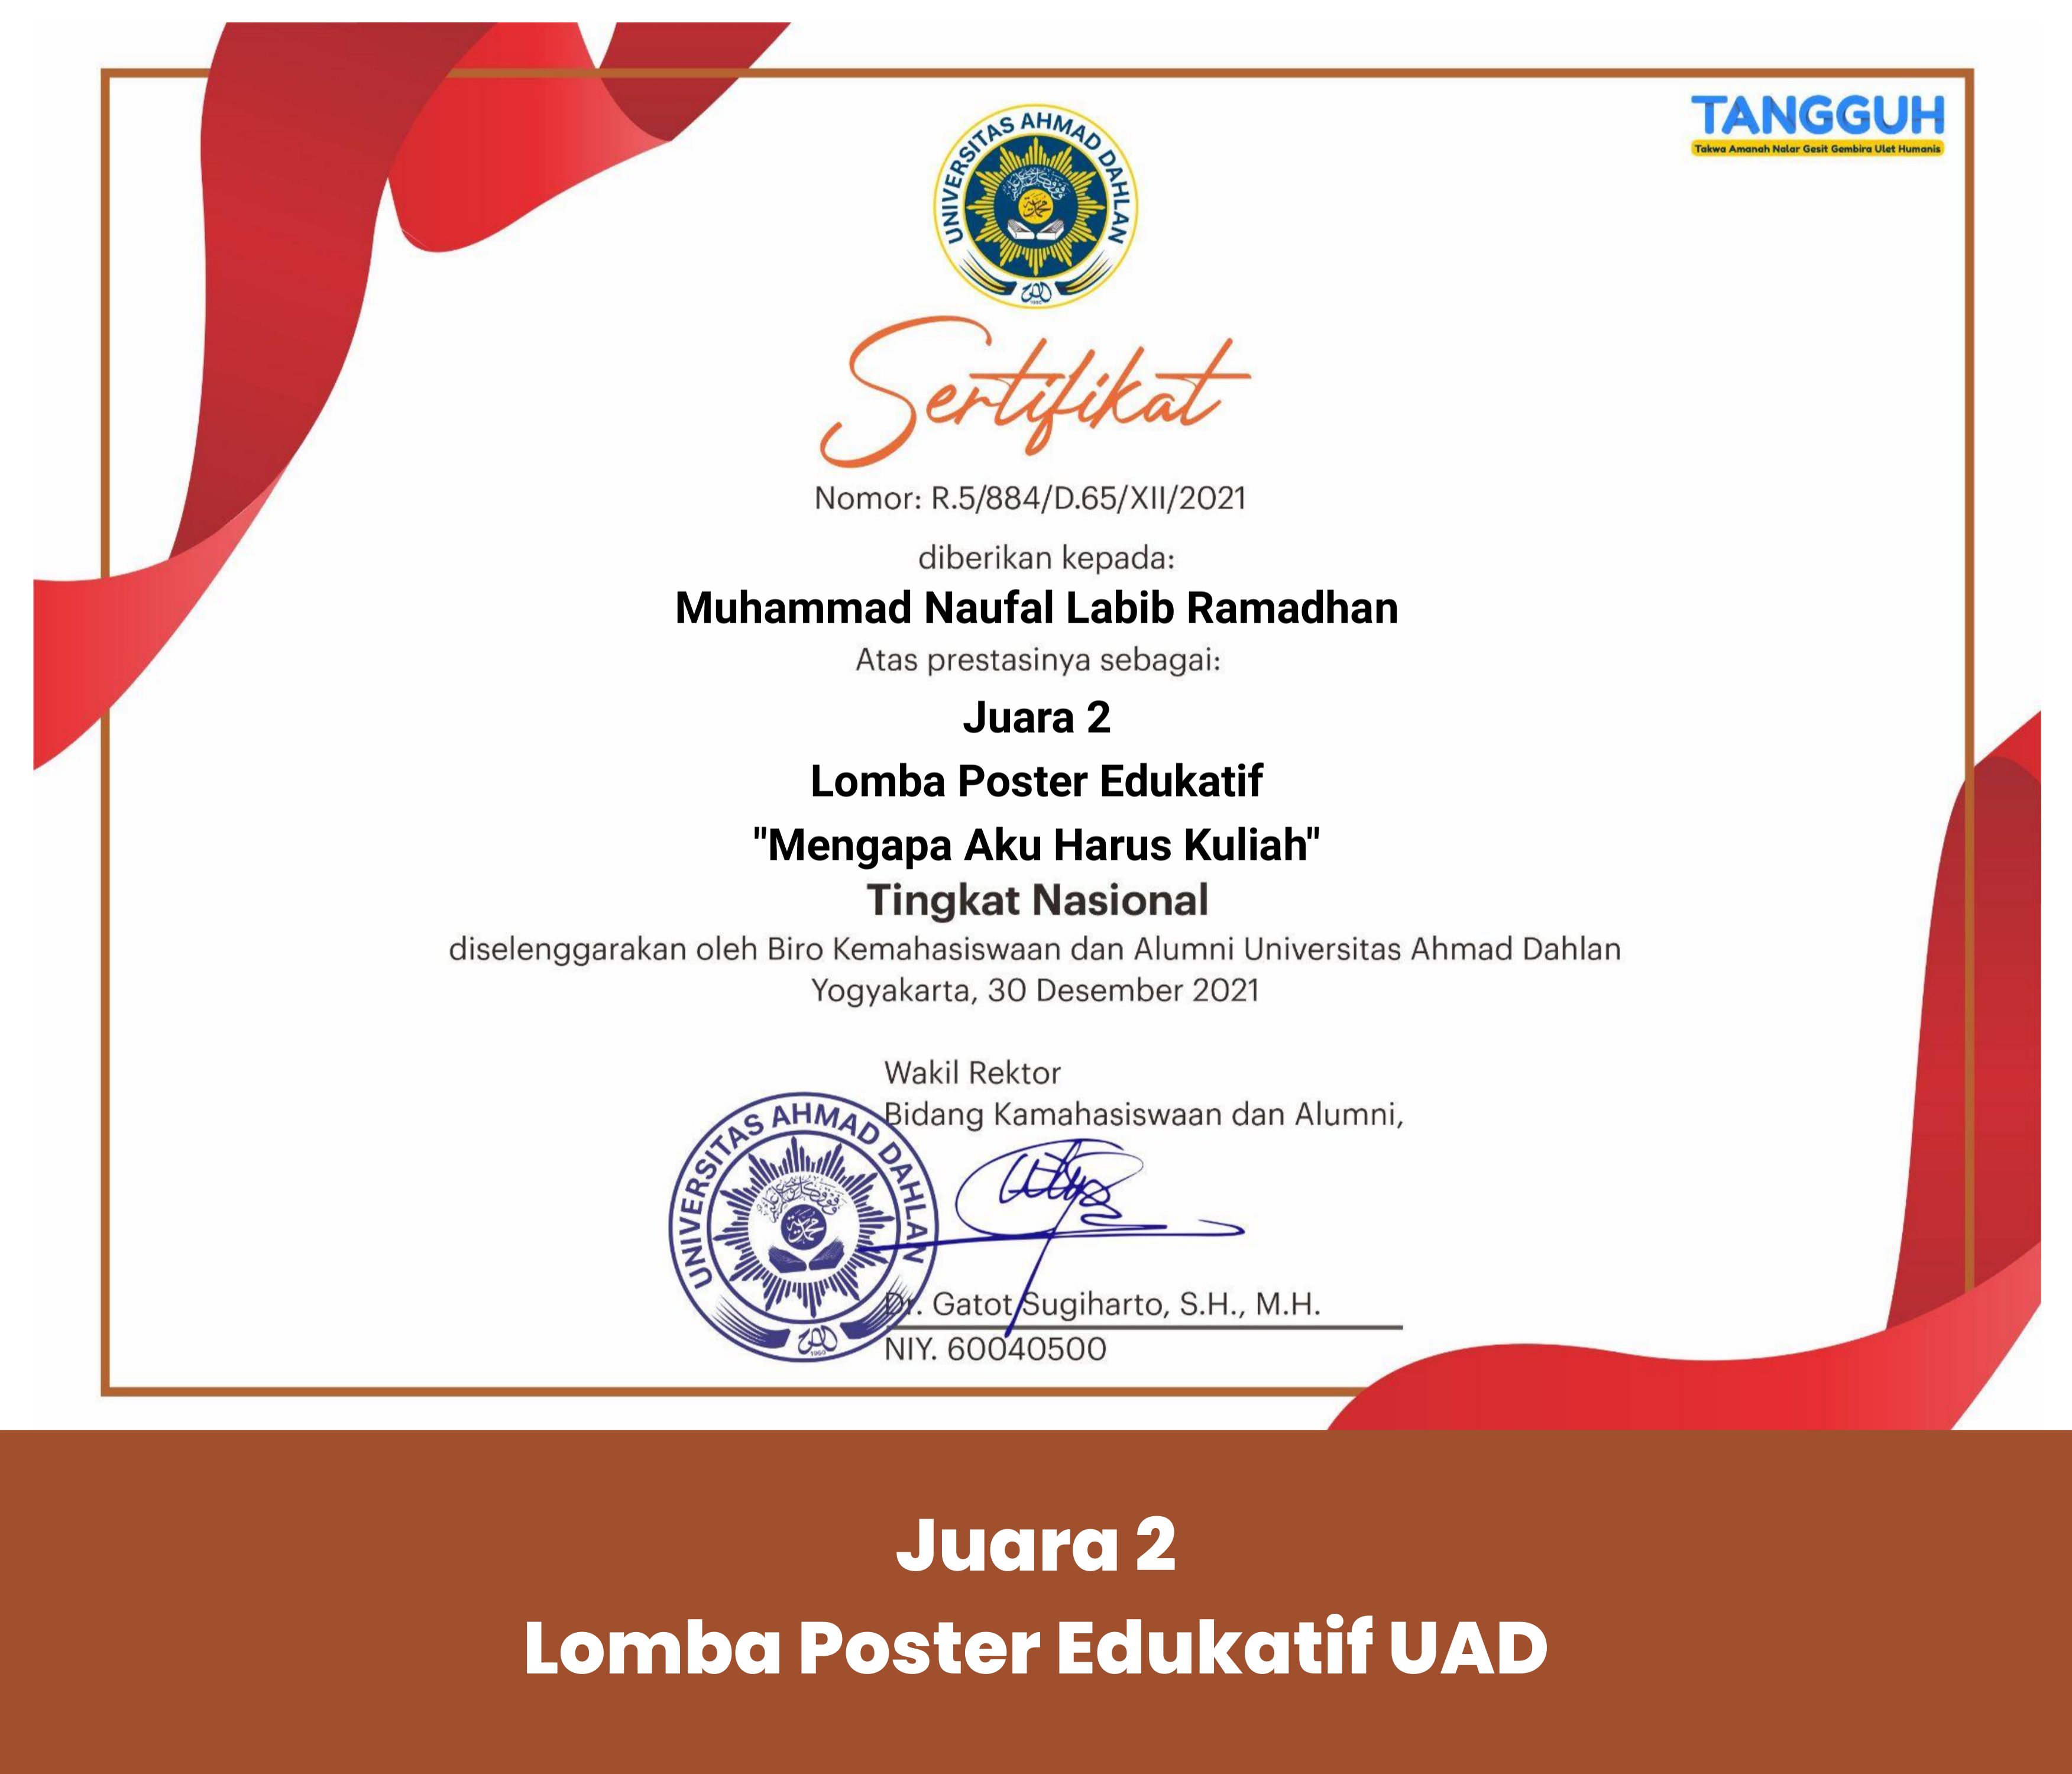 TANGGUH
Takwa Amanah Nalar Gesit Gembira Ulet Humanis
UNIVERSITAS AHMAD DAHLAN
Sertifikat
Nomor: R.5/884/D.65/XII/2021
diberikan kepada:
Muhammad Naufal Labib Ramadhan
Atas prestasinya sebagai:
Juara 2
Lomba Poster Edukatif
"Mengapa Aku Harus Kuliah"
Tingkat Nasional
diselenggarakan oleh Biro Kemahasiswaan dan Alumni Universitas Ahmad Dahlan
Yogyakarta, 30 Desember 2021
Wakil Rektor
Bidang Kamahasiswaan dan Alumni,
UNIVERSITAS AHMAD DAHLAN
1960
Dr. Gatot Sugiharto, S.H., M.H.
NIY. 60040500
Juara 2
Lomba Poster Edukatif UAD